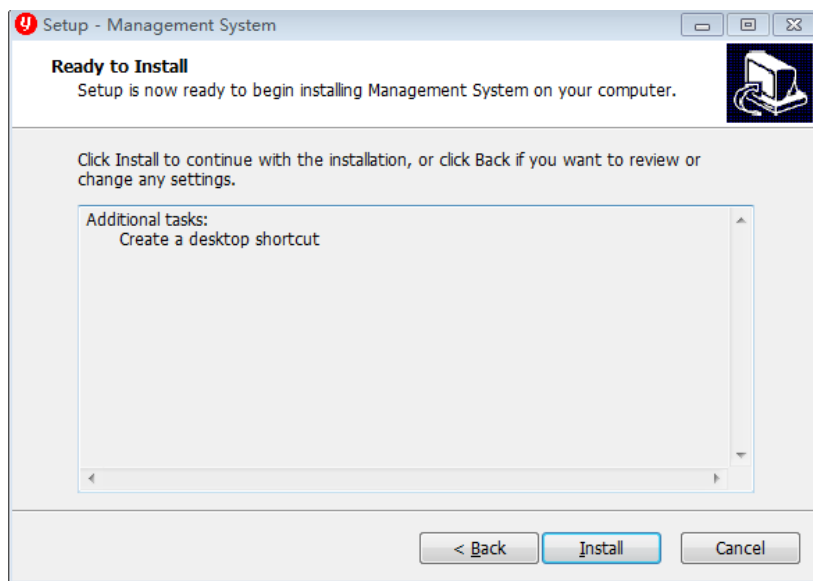 y Setup - Management System
Ready to Install
Setup is now ready to begin installing Management System on your computer.
Click Install to continue with the installation, or click Back if you want to review or
change any settings.
Additional tasks:
Create a desktop shortcut
< Back Install Cancel